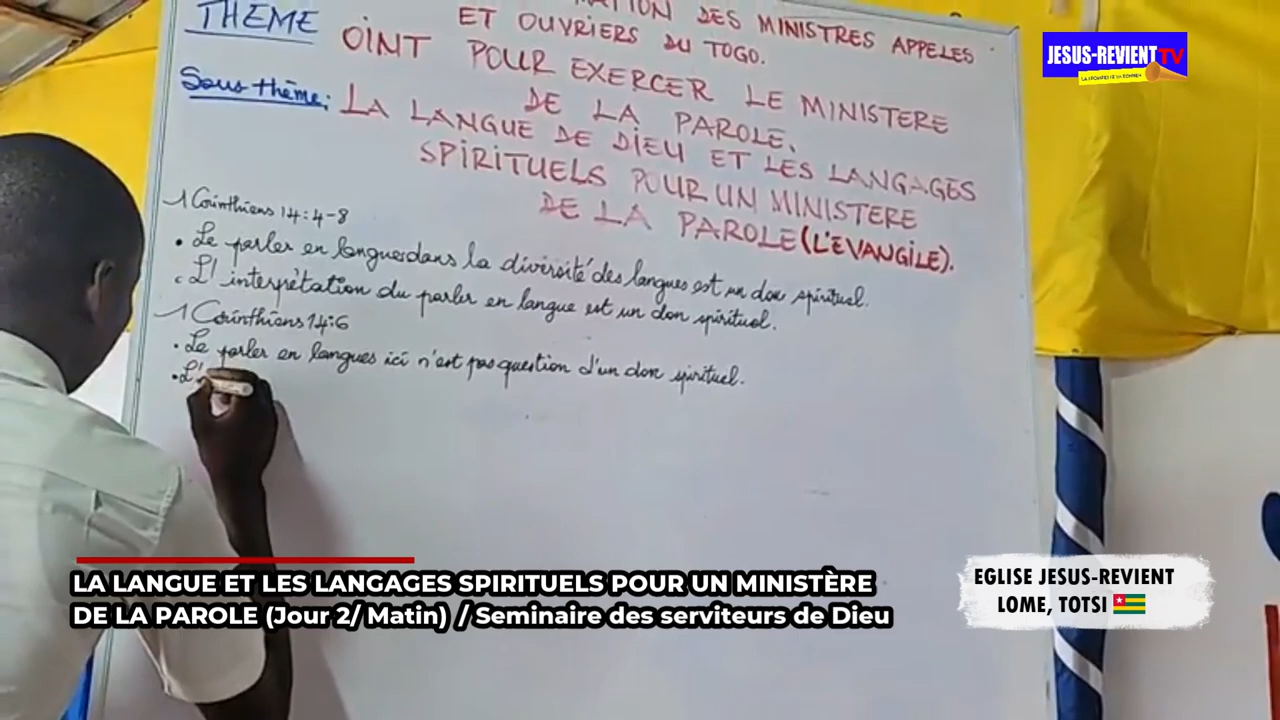 THEME
ATION DES MINISTRES APPELES
ET OUVRIERS DU TOGO.
OINT POUR EXERCER LE MINISTERE
DE LA PAROLE.
Sous thème: LA LANGUE DE DIEU ET LES LANGAGES
SPIRITUELS POUR UN MINISTERE
DE LA PAROLE (L'EVANGILE).
1 Corinthiens 14:4-8
• Le parler en langues dans la diversité des langues est un don spirituel.
• L'interprétation du parler en langue est un don spirituel.
1 Corinthiens 14:6
• Le parler en langues ici n'est pas question d'un don spirituel.
• L'
JESUS-REVIENT TV
LA LANGUE ET LES LANGAGES SPIRITUELS POUR UN MINISTÈRE
DE LA PAROLE (Jour 2/ Matin) / Seminaire des serviteurs de Dieu
EGLISE JESUS-REVIENT
LOME, TOTSI